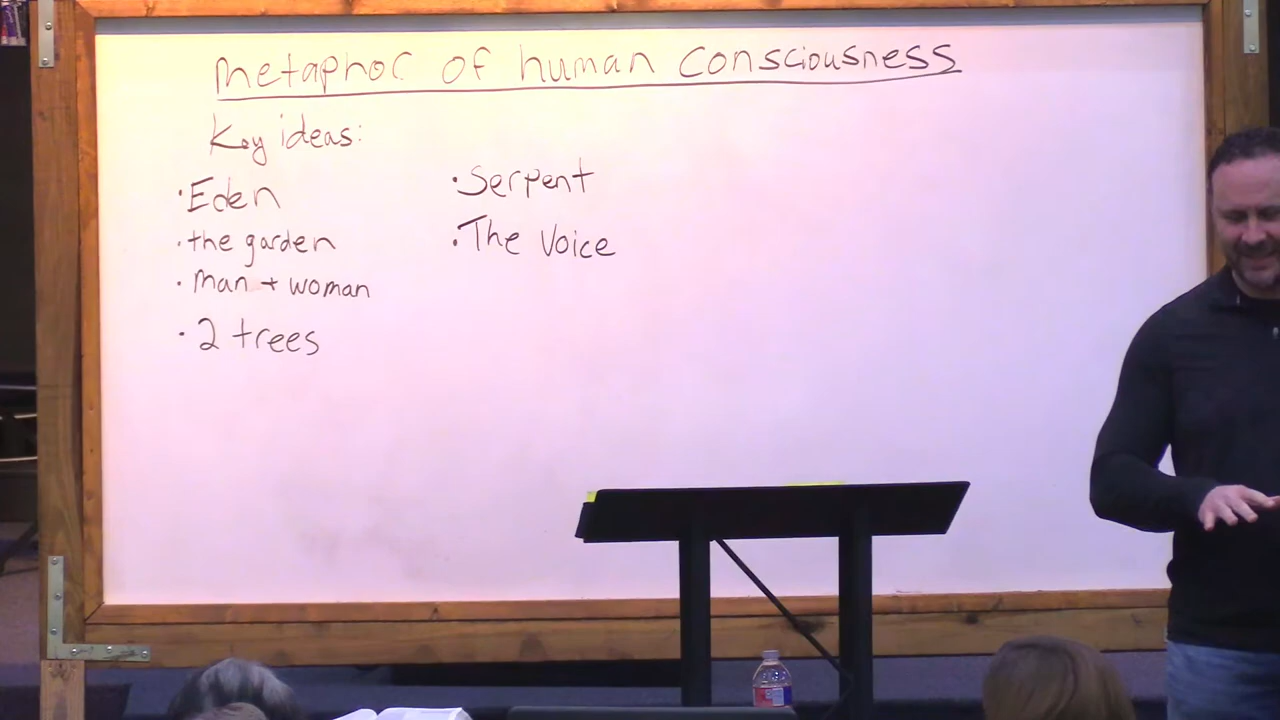 metaphor of human consciousness
Key ideas:
• Eden
• the garden
• man + woman
• 2 trees
• Serpent
• The Voice